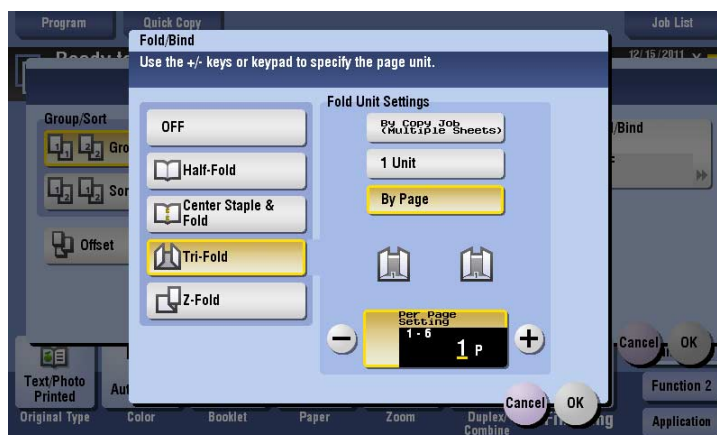 Program
Quick Copy
Job List
Fold/Bind
12/15/2011
Use the +/- keys or keypad to specify the page unit.
Group/Sort
Fold Unit Settings
OFF
By Copy Job
(Multiple Sheets)
/Bind
Gro
Half-Fold
1 Unit
Sor
Center Staple &
Fold
By Page
Offset
Tri-Fold
Z-Fold
Per Page
Setting
1 - 6
1 P
Cancel
OK
Text/Photo
Printed
Aut
Cancel
OK
Function 2
Original Type
Color
Booklet
Paper
Zoom
Duplex/
Combine
Application